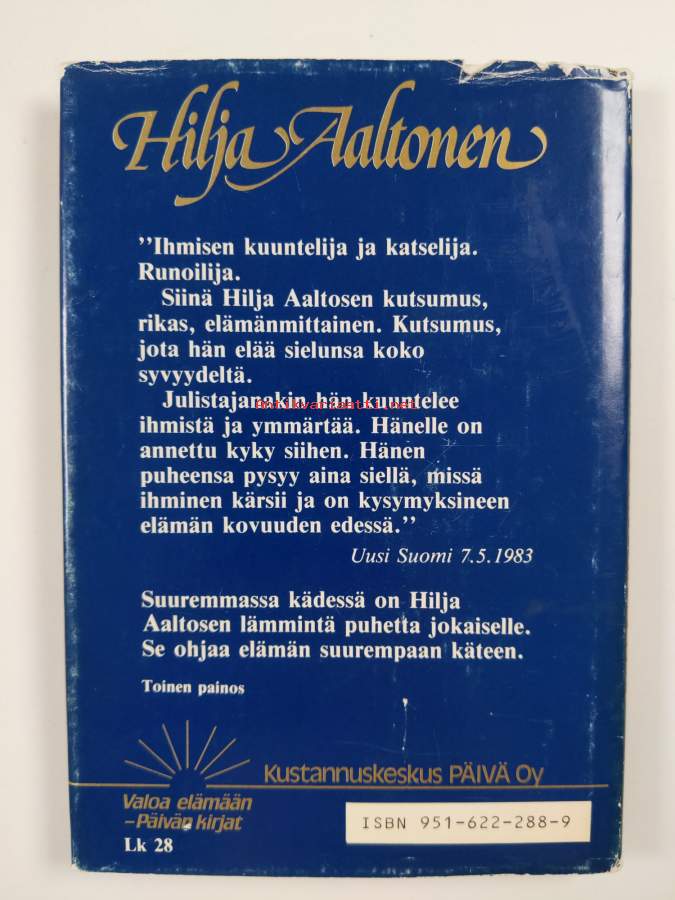 Hilja Aaltonen
"Ihmisen kuuntelija ja katselija.
Runoilija.
Siinä Hilja Aaltosen kutsumus,
rikas, elämänmittainen. Kutsumus,
jota hän elää sielunsa koko
syvyydeltä.
Julistajanakin hän kuuntelee
antikvariaatti.net
ihmistä ja ymmärtää. Hänelle on
annettu kyky siihen. Hänen
puheensa pysyy aina siellä, missä
ihminen kärsii ja on kysymyksineen
elämän kovuuden edessä."
Uusi Suomi 7.5.1983
Suuremmassa kädessä on Hilja
Aaltosen lämmintä puhetta jokaiselle.
Se ohjaa elämän suurempaan käteen.
Toinen painos
Kustannuskeskus PÄIVÄ Oy
Valoa elämään
–Päivän kirjat
Lk 28
ISBN 951-622-288-9